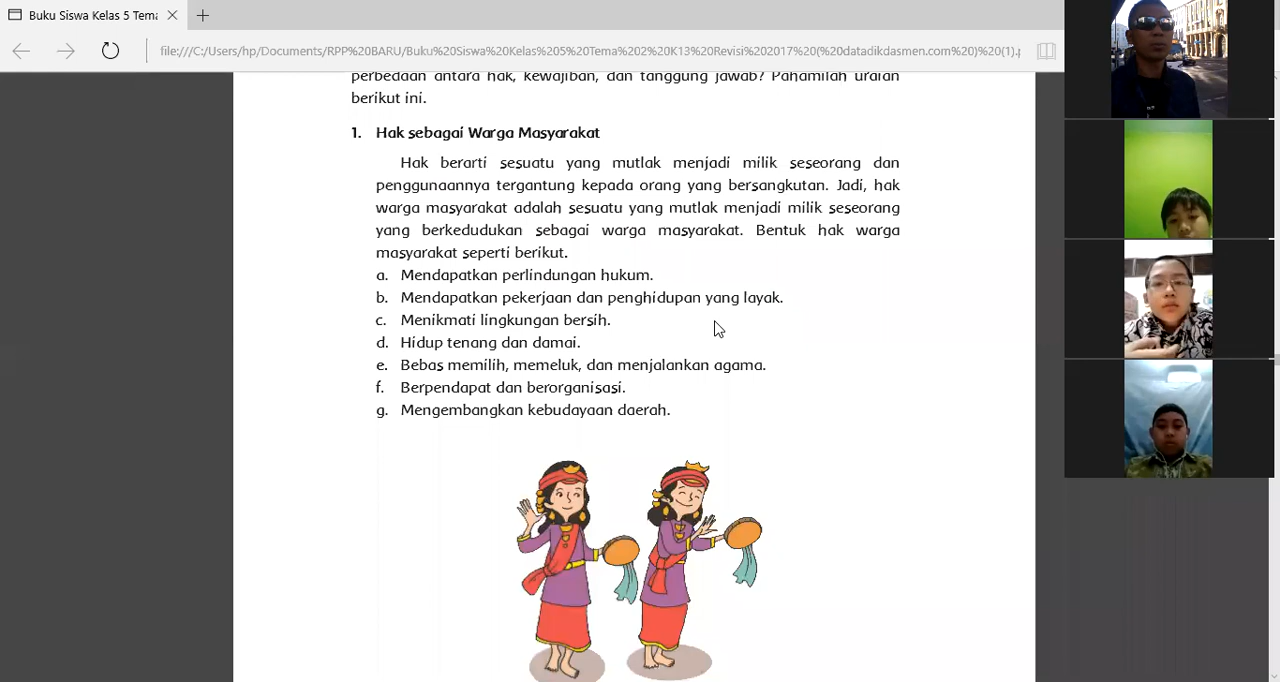 Buku Siswa Kelas 5 Tema
file:///C:/Users/hp/Documents/RPP%20BARU/Buku%20Siswa%20Kelas%205%20Tema%202%20K13%20Revisi%202017%20(%20datadikdasmen.com%20)%20(1).p
perbedaan antara hak, kewajiban, dan tanggung jawab? Pahamilah uraian
berikut ini.
1. Hak sebagai Warga Masyarakat
Hak berarti sesuatu yang mutlak menjadi milik seseorang dan
penggunaannya tergantung kepada orang yang bersangkutan. Jadi, hak
warga masyarakat adalah sesuatu yang mutlak menjadi milik seseorang
yang berkedudukan sebagai warga masyarakat. Bentuk hak warga
masyarakat seperti berikut.
a. Mendapatkan perlindungan hukum.
b. Mendapatkan pekerjaan dan penghidupan yang layak.
c. Menikmati lingkungan bersih.
d. Hidup tenang dan damai.
e. Bebas memilih, memeluk, dan menjalankan agama.
f. Berpendapat dan berorganisasi.
g. Mengembangkan kebudayaan daerah.